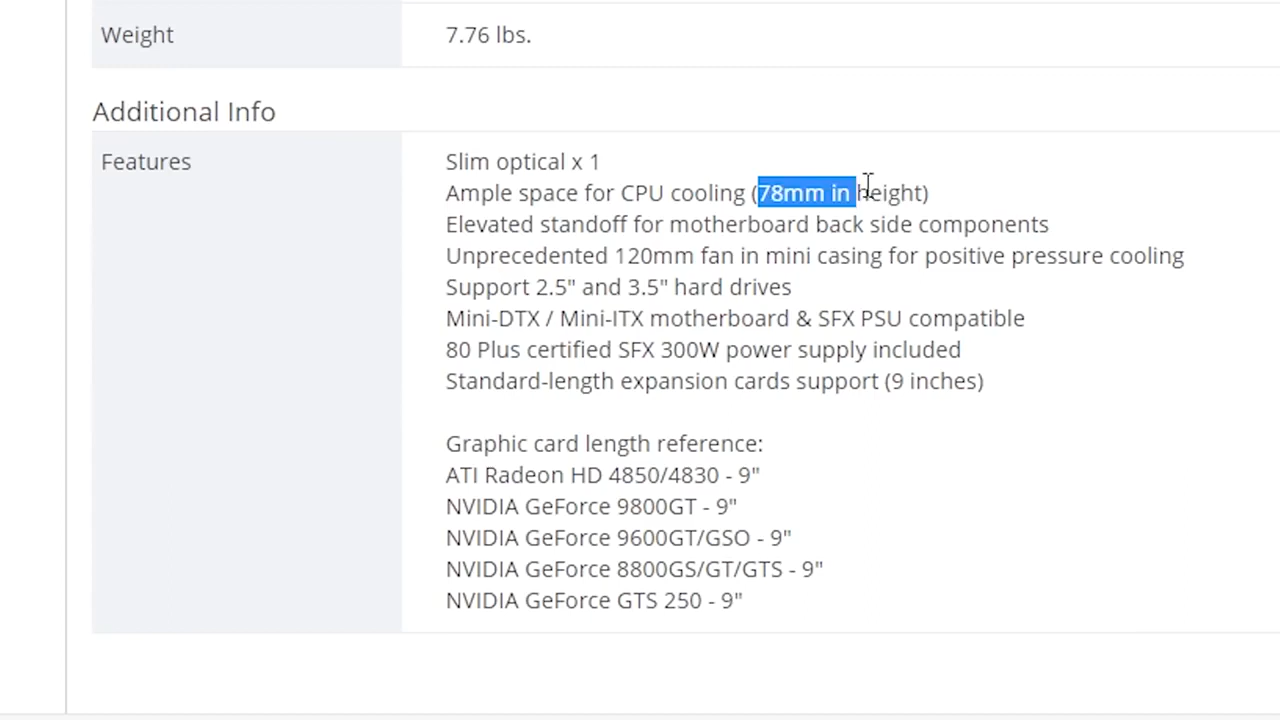 Weight 7.76 lbs.
Additional Info
Features Slim optical x 1
Ample space for CPU cooling (78mm in height)
Elevated standoff for motherboard back side components
Unprecedented 120mm fan in mini casing for positive pressure cooling
Support 2.5" and 3.5" hard drives
Mini-DTX / Mini-ITX motherboard & SFX PSU compatible
80 Plus certified SFX 300W power supply included
Standard-length expansion cards support (9 inches)
Graphic card length reference:
ATI Radeon HD 4850/4830 - 9"
NVIDIA GeForce 9800GT - 9"
NVIDIA GeForce 9600GT/GSO - 9"
NVIDIA GeForce 8800GS/GT/GTS - 9"
NVIDIA GeForce GTS 250 - 9"